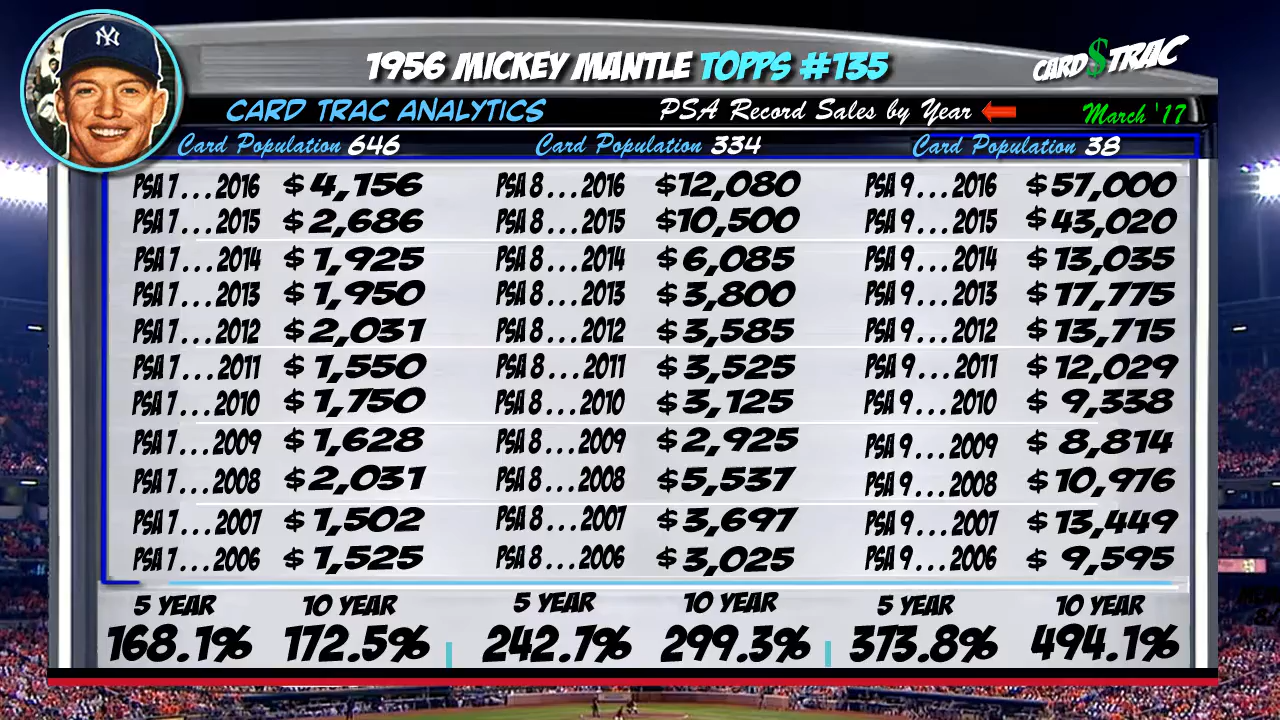 1956 MICKEY MANTLE TOPPS #135
CARD $ TRAC
CARD TRAC ANALYTICS PSA Record Sales by Year March '17
Card Population 646 Card Population 334 Card Population 38
PSA 7...2016 $4,156 PSA 8...2016 $12,080 PSA 9...2016 $57,000
PSA 7...2015 $2,686 PSA 8...2015 $10,500 PSA 9...2015 $43,020
PSA 7...2014 $1,925 PSA 8...2014 $6,085 PSA 9...2014 $13,035
PSA 7...2013 $1,950 PSA 8...2013 $3,800 PSA 9...2013 $17,775
PSA 7...2012 $2,031 PSA 8...2012 $3,585 PSA 9...2012 $13,715
PSA 7...2011 $1,550 PSA 8...2011 $3,525 PSA 9...2011 $12,029
PSA 7...2010 $1,750 PSA 8...2010 $3,125 PSA 9...2010 $9,338
PSA 7...2009 $1,628 PSA 8...2009 $2,925 PSA 9...2009 $8,814
PSA 7...2008 $2,031 PSA 8...2008 $5,537 PSA 9...2008 $10,976
PSA 7...2007 $1,502 PSA 8...2007 $3,697 PSA 9...2007 $13,449
PSA 7...2006 $1,525 PSA 8...2006 $3,025 PSA 9...2006 $9,595
5 YEAR 10 YEAR 5 YEAR 10 YEAR 5 YEAR 10 YEAR
168.1% 172.5% 242.7% 299.3% 373.8% 494.1%